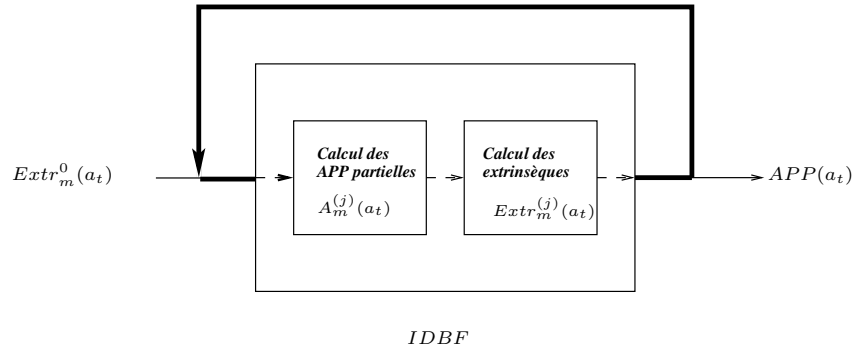 Calcul des
APP partielles
A_m^{(j)}(a_t)
Calcul des
extrinsèques
Extr_m^{(j)}(a_t)
Extr_m^0(a_t)
APP(a_t)
IDBF